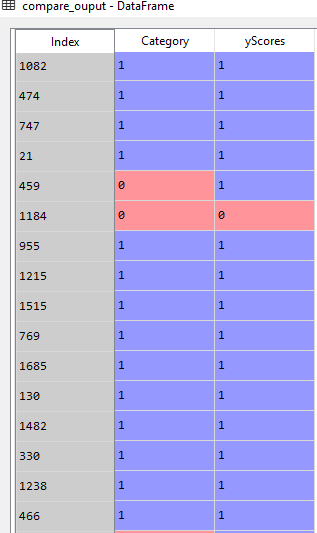 compare_ouput - DataFrame
Index Category yScores
1082 1 1
474 1 1
747 1 1
21 1 1
459 0 1
1184 0 0
955 1 1
1215 1 1
1515 1 1
769 1 1
1685 1 1
130 1 1
1482 1 1
330 1 1
1238 1 1
466 1 1